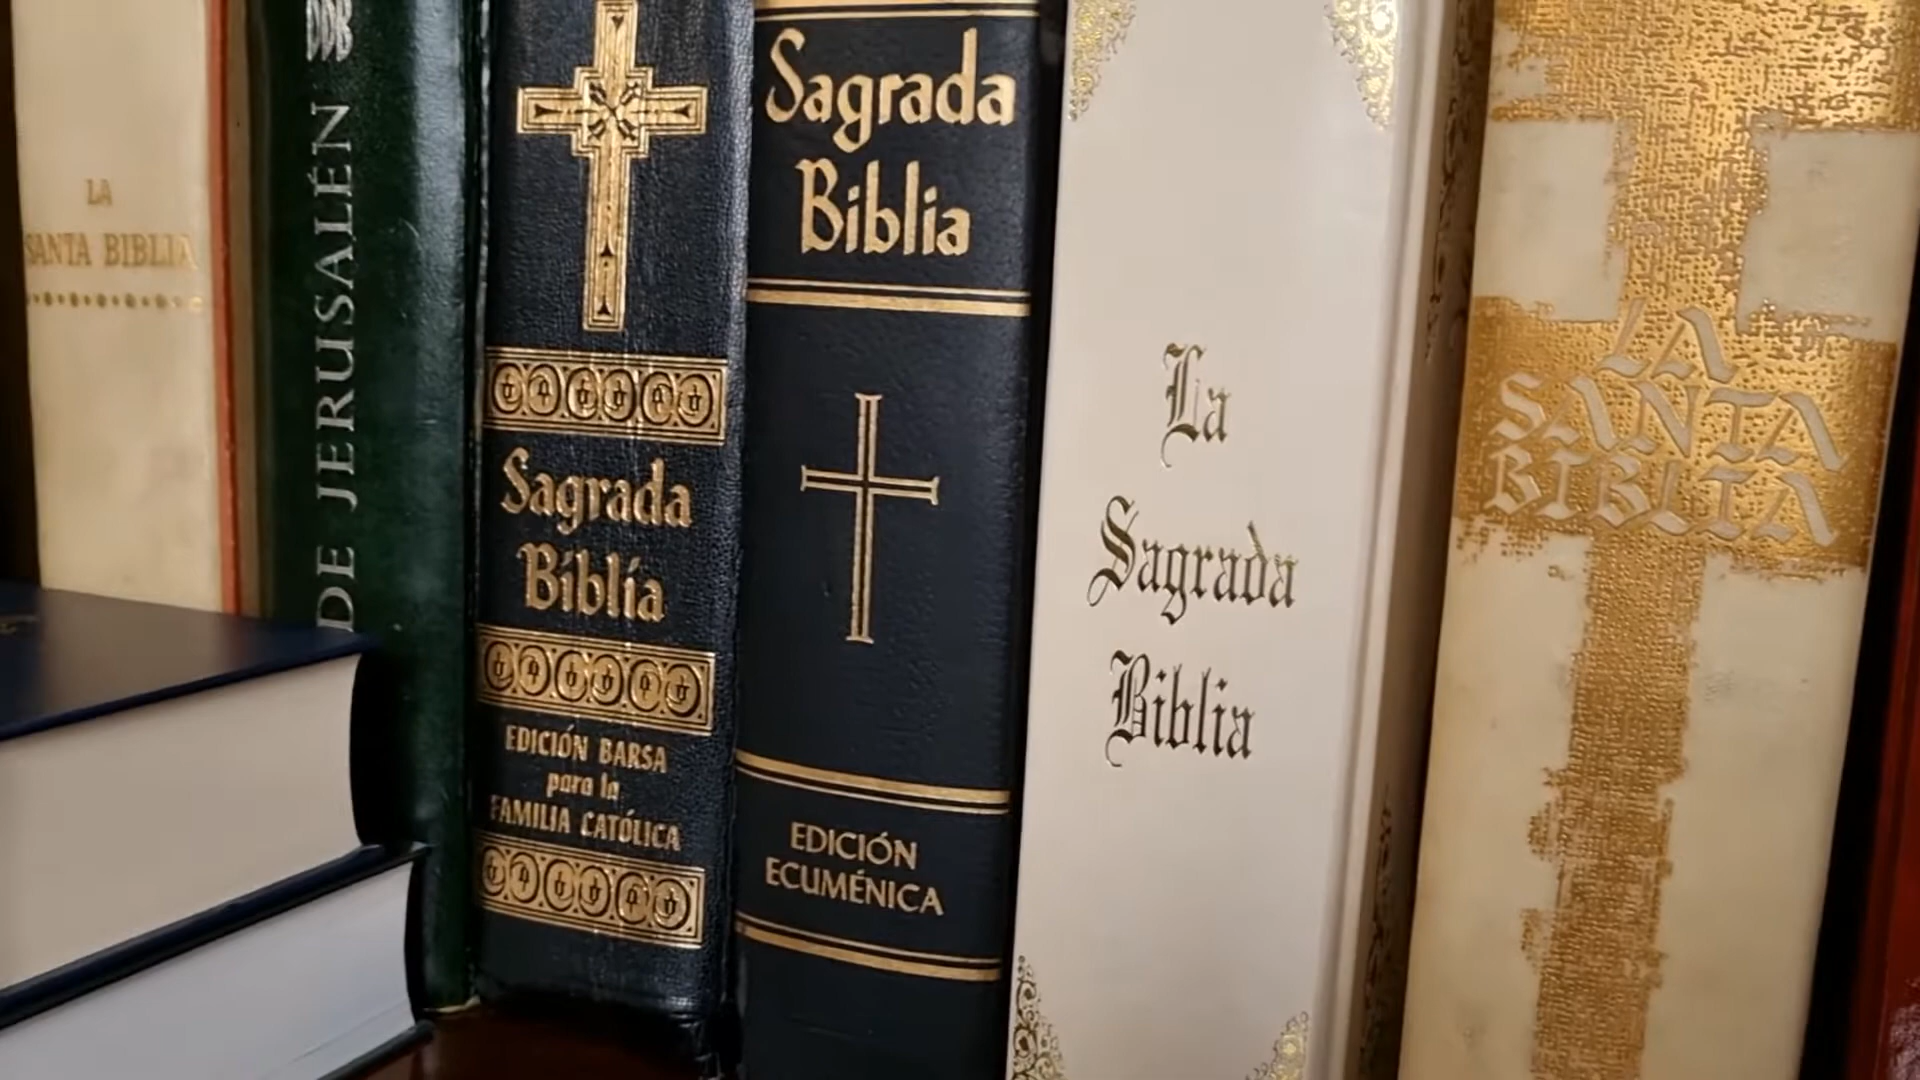 LA
SANTA BIBLIA
DE JERUSALÉN
Sagrada
Biblia
EDICIÓN BARSA
para la
FAMILIA CATÓLICA
Sagrada
Biblia
EDICIÓN
ECUMÉNICA
La
Sagrada
Biblia
LA
SANTA
BIBLIA